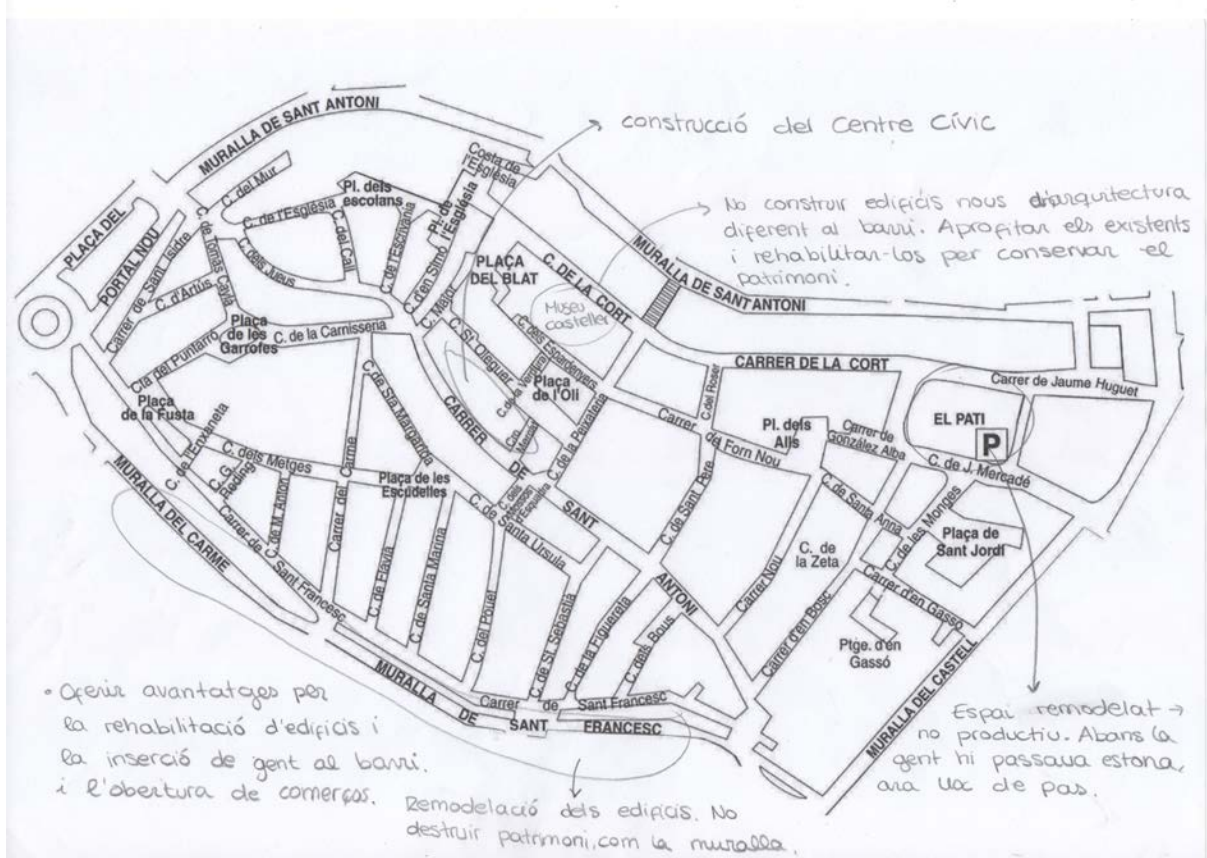 MURALLA DE SANT ANTONI
construcció del Centre Cívic
No construir edificis nous d'arquitectura
diferent al barri. Aprofitar els existents
i rehabilitar-los per conservar el
patrimoni.
PLAÇA DEL
PORTAL NOU
C. del Mur
Costa de
l'Església
Pl. dels
escolans
C. de l'Església
Pl. de
l'Església
C. del Call
C. de l'Escrivania
C. d'en Simó
C. de Tomàs Caylà
C. dels Jueus
Carrer de Sant Isidre
C. d'Artús
PLAÇA
DEL BLAT
C. DE LA CORT
MURALLA DE SANT ANTONI
Museu
casteller
C. Major
C. St. Oleguer
C. dels Espardenyers
C. de la Verdura
Plaça
de les
Garrofes
C. de la Carnisseria
Cta del Puntarró
Plaça
de la Fusta
Plaça
de l'Oli
CARRER DE LA CORT
Carrer de Jaume Huguet
EL PATI
P
C. de J. Mercadé
C. del Roser
Pl. dels
Alls
Carrer de
González Alba
Carrer del Forn Nou
C. de la Peixateria
C. de Sta Margarida
CARRER DE SANT ANTONI
C. de l'Enxaneta
C. dels Metges
C. G.
Reding
C. de M. Anton
Carrer del Carme
Plaça de les
Escudelles
C. de Santa Úrsula
C. de Sant Pere
C. de Santa Anna
C. de les Monges
Plaça de
Sant Jordi
C. de
la Zeta
Carrer d'en Gassó
Ptge. d'en
Gassó
Carrer Nou
Carrer d'en Bosc
MURALLA DEL CARME
Carrer de Sant Francesc
C. de Flavià
C. de Santa Marina
C. del Pouet
C. de St. Sebastià
C. de la Figuereta
C. dels Bous
Carrer de Sant Francesc
MURALLA DE SANT FRANCESC
MURALLA DEL CASTELL
• Oferir avantatges per
la rehabilitació d'edificis i
la inserció de gent al barri.
i l'obertura de comerços.
Remodelació dels edificis. No
destruir patrimoni, com la muralla.
Espai remodelat →
no productiu. Abans la
gent hi passava estona,
ara lloc de pas.